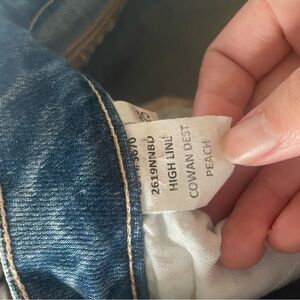 2619NNBD
HIGH LINE
COWAN DEST
PEACH